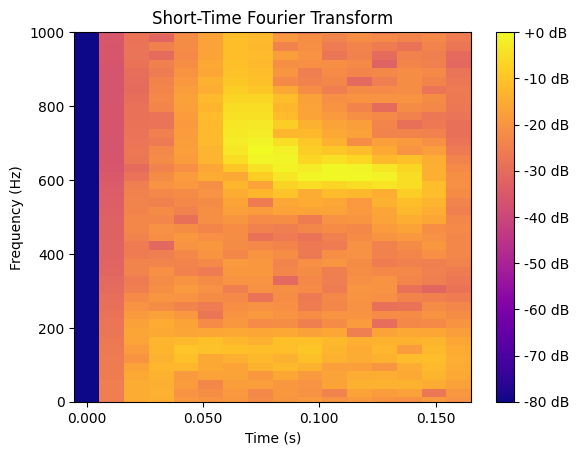 Short-Time Fourier Transform
1000
800
600
400
200
0
Frequency (Hz)
0.000
0.050
0.100
0.150
Time (s)
+0 dB
-10 dB
-20 dB
-30 dB
-40 dB
-50 dB
-60 dB
-70 dB
-80 dB